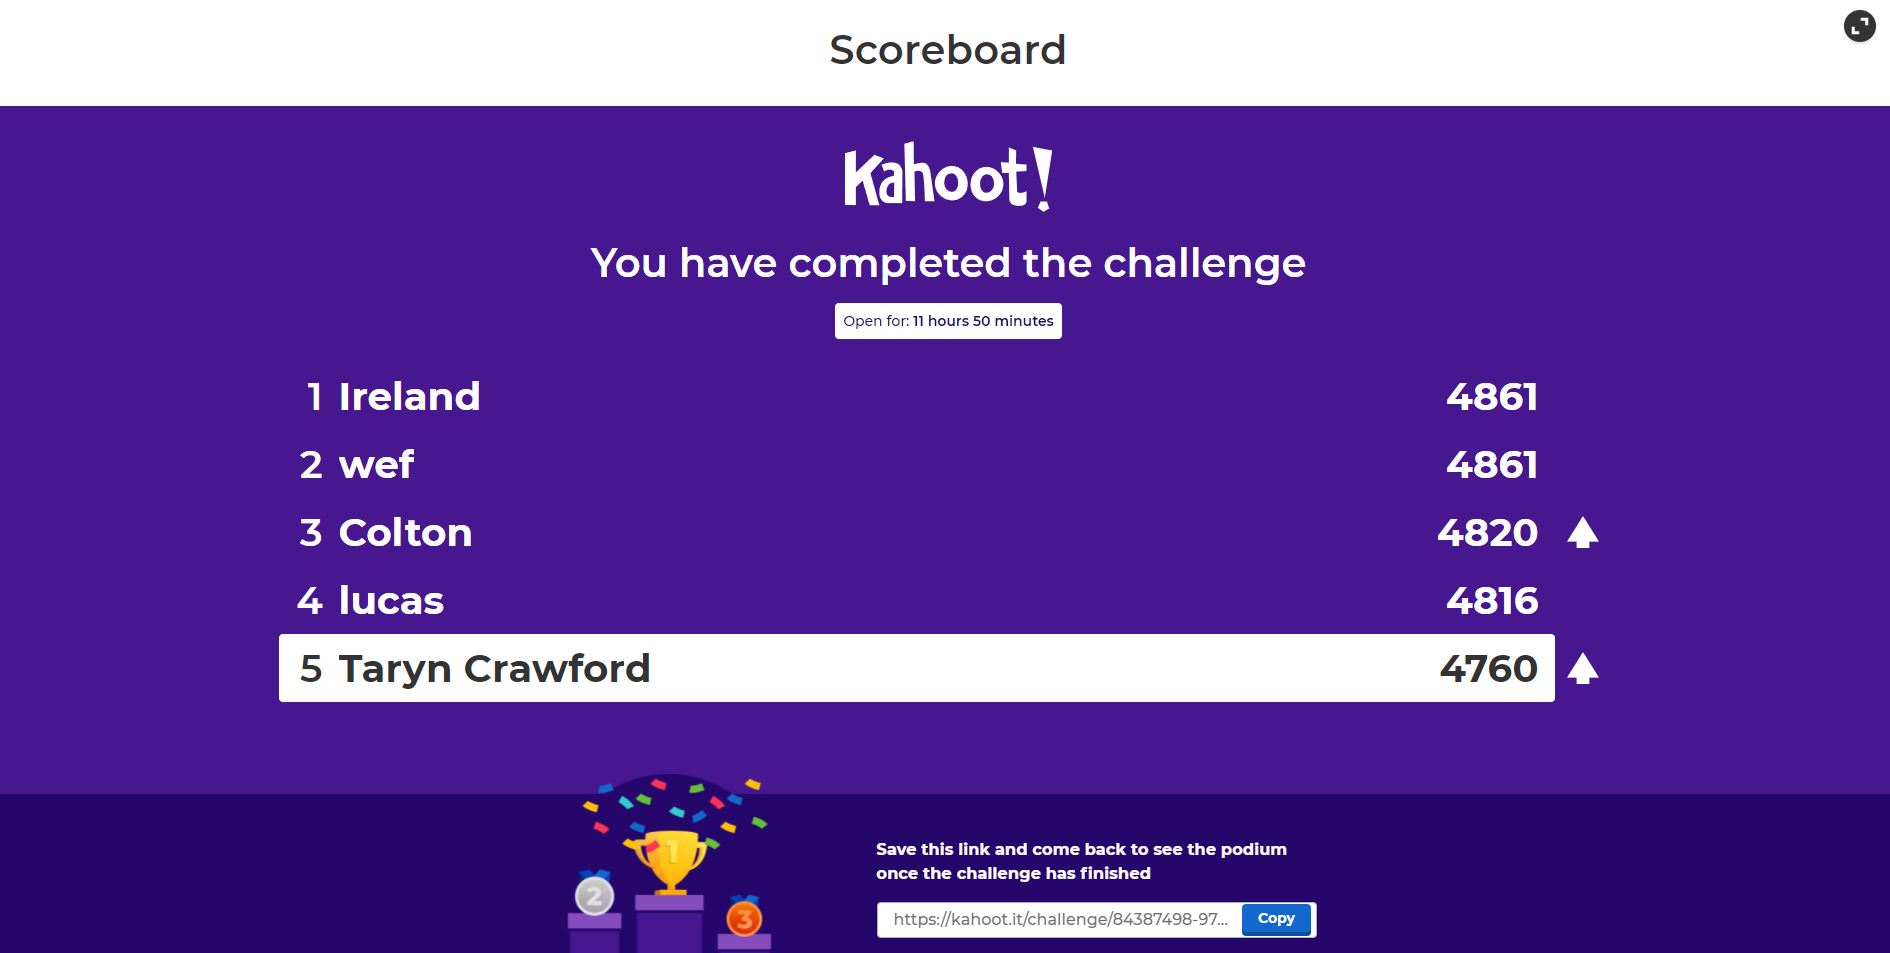 Scoreboard
Kahoot!
You have completed the challenge
Open for: 11 hours 50 minutes
1 Ireland 4861
2 wef 4861
3 Colton 4820
4 lucas 4816
5 Taryn Crawford 4760
1
2
3
Save this link and come back to see the podium
once the challenge has finished
https://kahoot.it/challenge/84387498-97... Copy